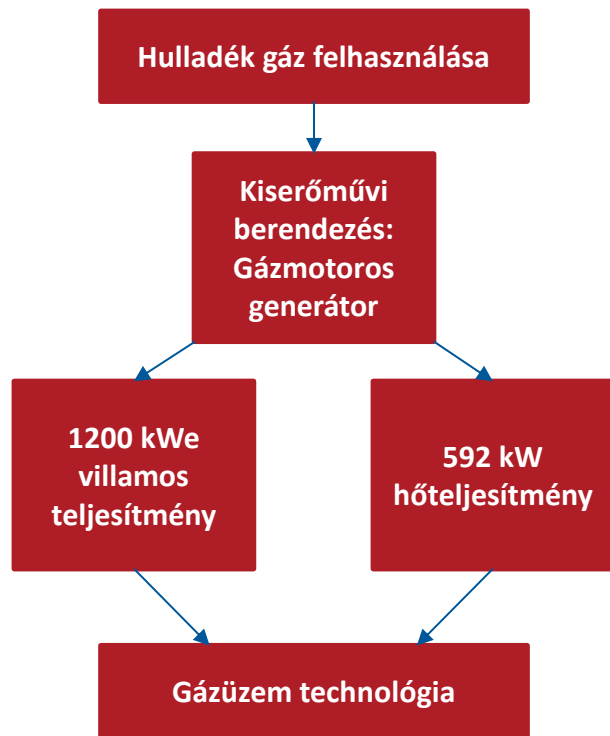 Hulladék gáz felhasználása
Kiserőművi
berendezés:
Gázmotoros
generátor
1200 kWe
villamos
teljesítmény
592 kW
hőteljesítmény
Gázüzem technológia